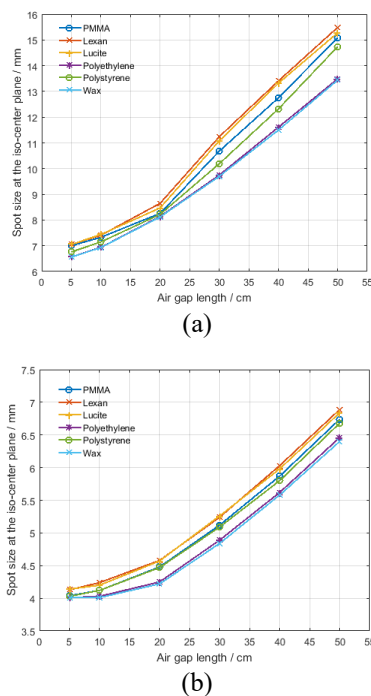 16
15
14
13
12
11
10
9
8
7
6
Spot size at the iso-center plane / mm
PMMA
Lexan
Lucite
Polyethylene
Polystyrene
Wax
0 5 10 15 20 25 30 35 40 45 50 55
Air gap length / cm
(a)
7.5
7
6.5
6
5.5
5
4.5
4
3.5
Spot size at the iso-center plane / mm
PMMA
Lexan
Lucite
Polyethylene
Polystyrene
Wax
0 5 10 15 20 25 30 35 40 45 50 55
Air gap length / cm
(b)